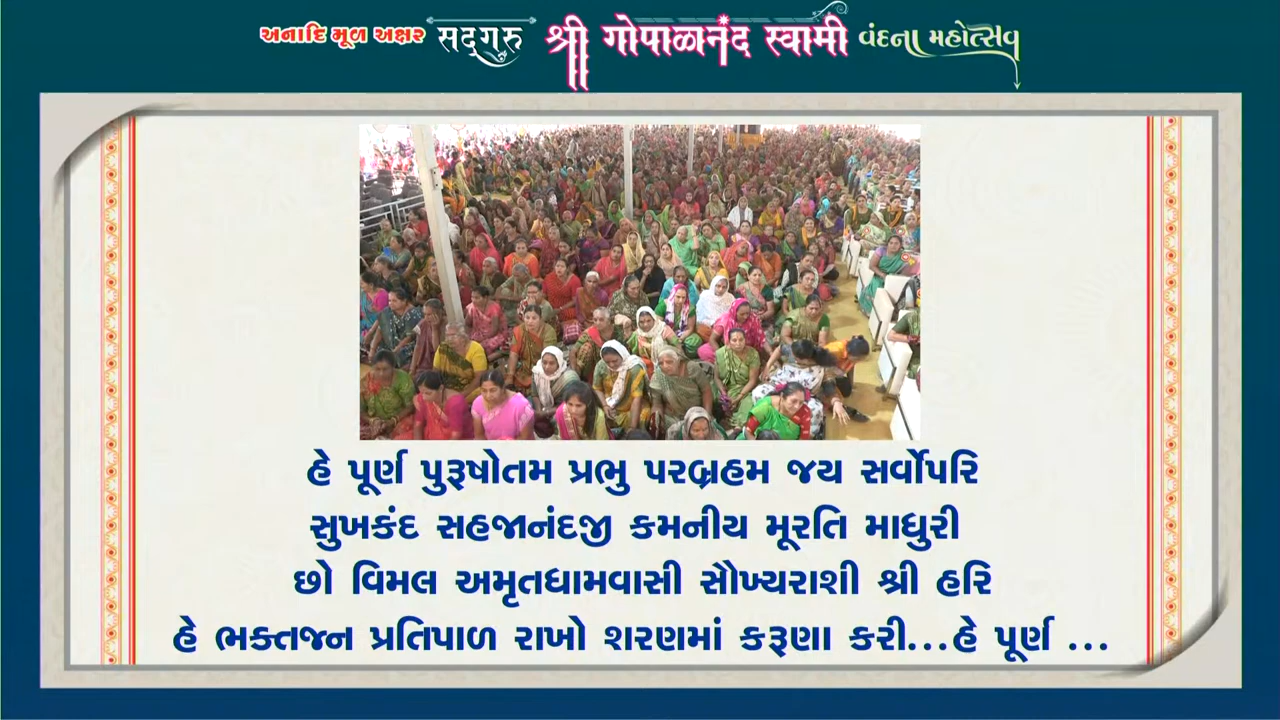 અનાદિ મૂળ અક્ષર સદ્‌ગુરુ શ્રી ગોપાળાનંદ સ્વામી વંદના મહોત્સવ
હે પૂર્ણ પુરૂષોતમ પ્રભુ પરબ્રહમ જય સર્વોપરિ
સુખકંદ સહજાનંદજી કમનીય મૂરતિ માધુરી
છો વિમલ અમૃતધામવાસી સૌખ્યરાશી શ્રી હરિ
હે ભક્તજન પ્રતિપાળ રાખો શરણમાં કરૂણા કરી...હે પૂર્ણ ...